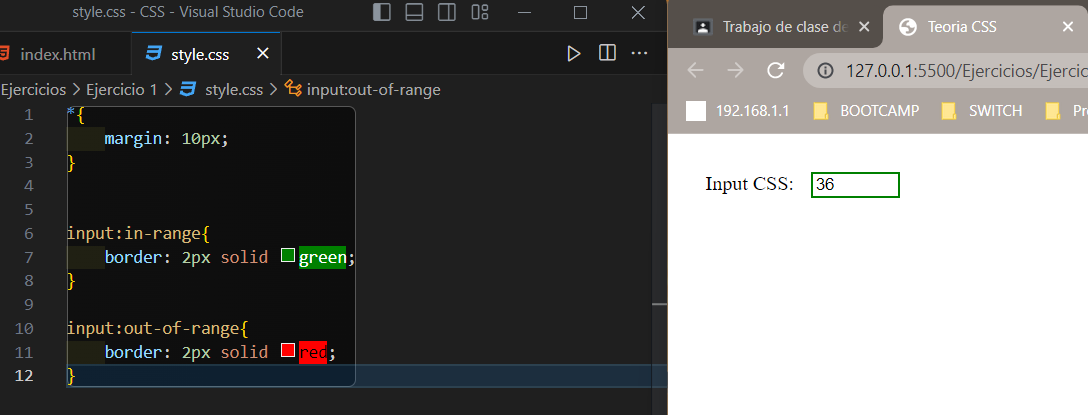 style.css - CSS - Visual Studio Code
index.html
style.css
Ejercicios > Ejercicio 1 > style.css > input:out-of-range
1 *{
2 margin: 10px;
3 }
4
5
6 input:in-range{
7 border: 2px solid green;
8 }
9
10 input:out-of-range{
11 border: 2px solid red;
12 }
Trabajo de clase de
Teoria CSS
127.0.0.1:5500/Ejercicios/Ejercic
192.168.1.1 BOOTCAMP SWITCH Pr
Input CSS: 36